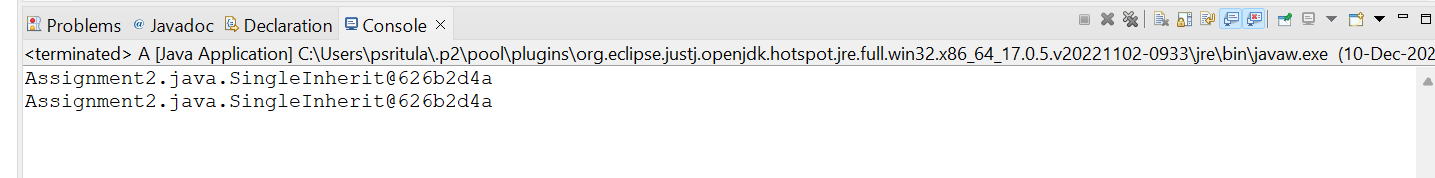 Problems @ Javadoc Declaration Console
<terminated> A [Java Application] C:\Users\psritula\.p2\pool\plugins\org.eclipse.justj.openjdk.hotspot.jre.full.win32.x86_64_17.0.5.v20221102-0933\jre\bin\javaw.exe (10-Dec-202
Assignment2.java.SingleInherit@626b2d4a
Assignment2.java.SingleInherit@626b2d4a